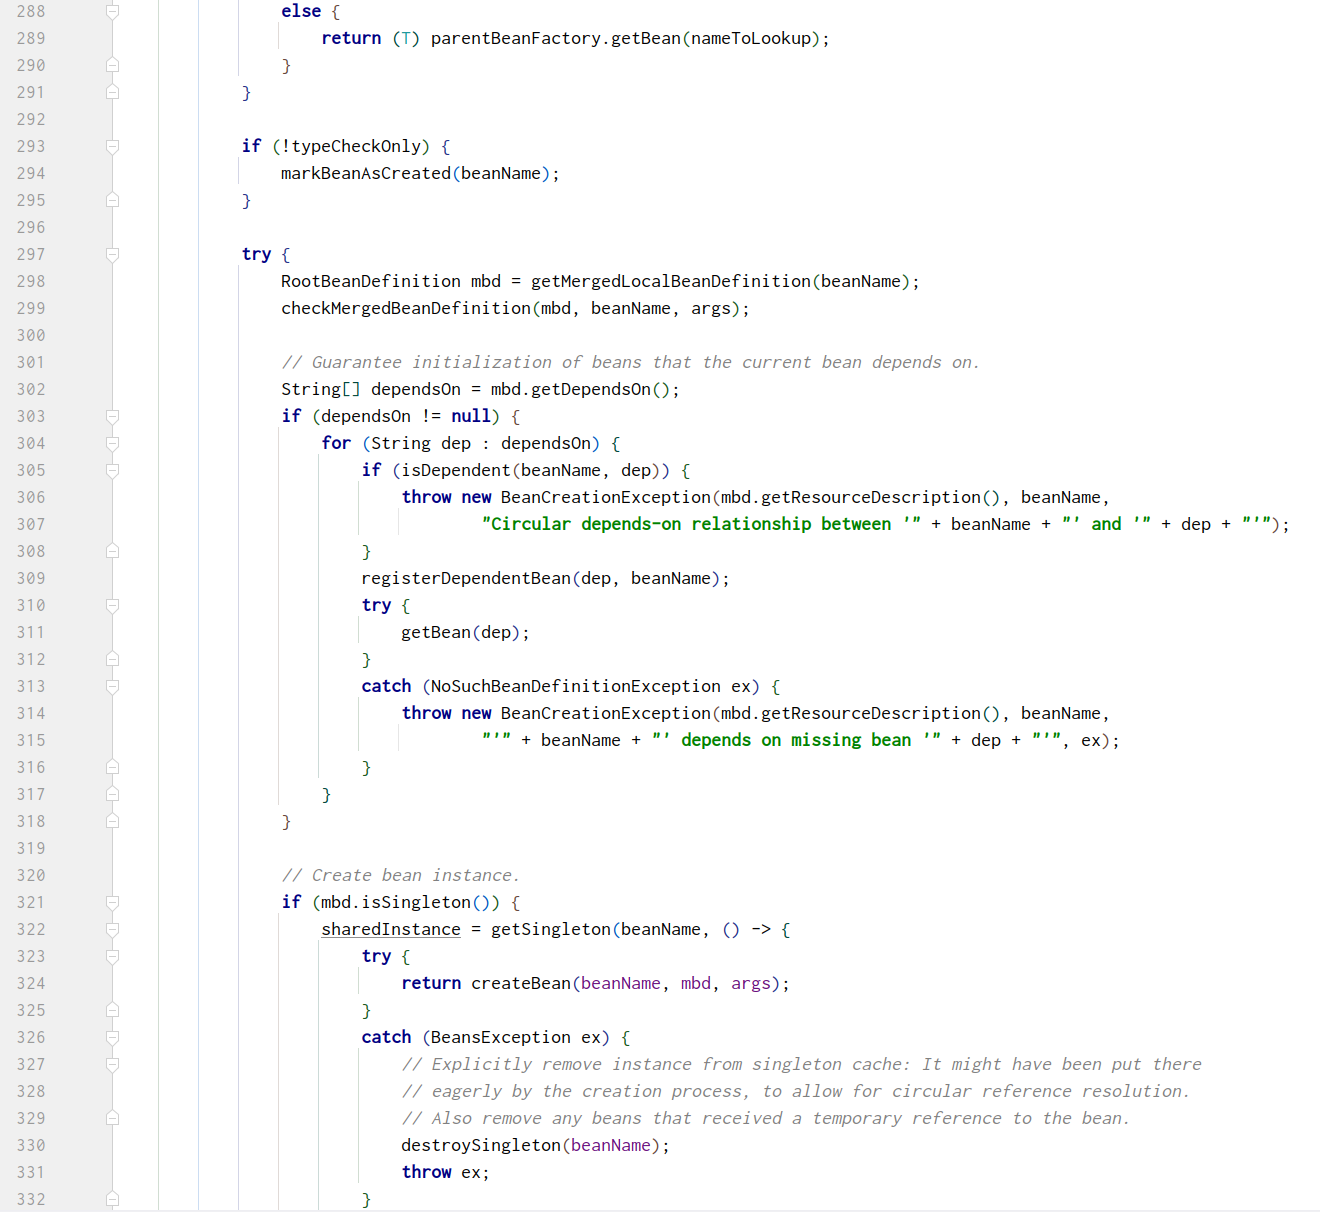 288 else {
289 return (T) parentBeanFactory.getBean(nameToLookup);
290 }
291 }
292
293 if (!typeCheckOnly) {
294 markBeanAsCreated(beanName);
295 }
296
297 try {
298 RootBeanDefinition mbd = getMergedLocalBeanDefinition(beanName);
299 checkMergedBeanDefinition(mbd, beanName, args);
300
301 // Guarantee initialization of beans that the current bean depends on.
302 String[] dependsOn = mbd.getDependsOn();
303 if (dependsOn != null) {
304 for (String dep : dependsOn) {
305 if (isDependent(beanName, dep)) {
306 throw new BeanCreationException(mbd.getResourceDescription(), beanName,
307 "Circular depends-on relationship between '" + beanName + "' and '" + dep + "'");
308 }
309 registerDependentBean(dep, beanName);
310 try {
311 getBean(dep);
312 }
313 catch (NoSuchBeanDefinitionException ex) {
314 throw new BeanCreationException(mbd.getResourceDescription(), beanName,
315 "'" + beanName + "' depends on missing bean '" + dep + "'", ex);
316 }
317 }
318 }
319
320 // Create bean instance.
321 if (mbd.isSingleton()) {
322 sharedInstance = getSingleton(beanName, () -> {
323 try {
324 return createBean(beanName, mbd, args);
325 }
326 catch (BeansException ex) {
327 // Explicitly remove instance from singleton cache: It might have been put there
328 // eagerly by the creation process, to allow for circular reference resolution.
329 // Also remove any beans that received a temporary reference to the bean.
330 destroySingleton(beanName);
331 throw ex;
332 }